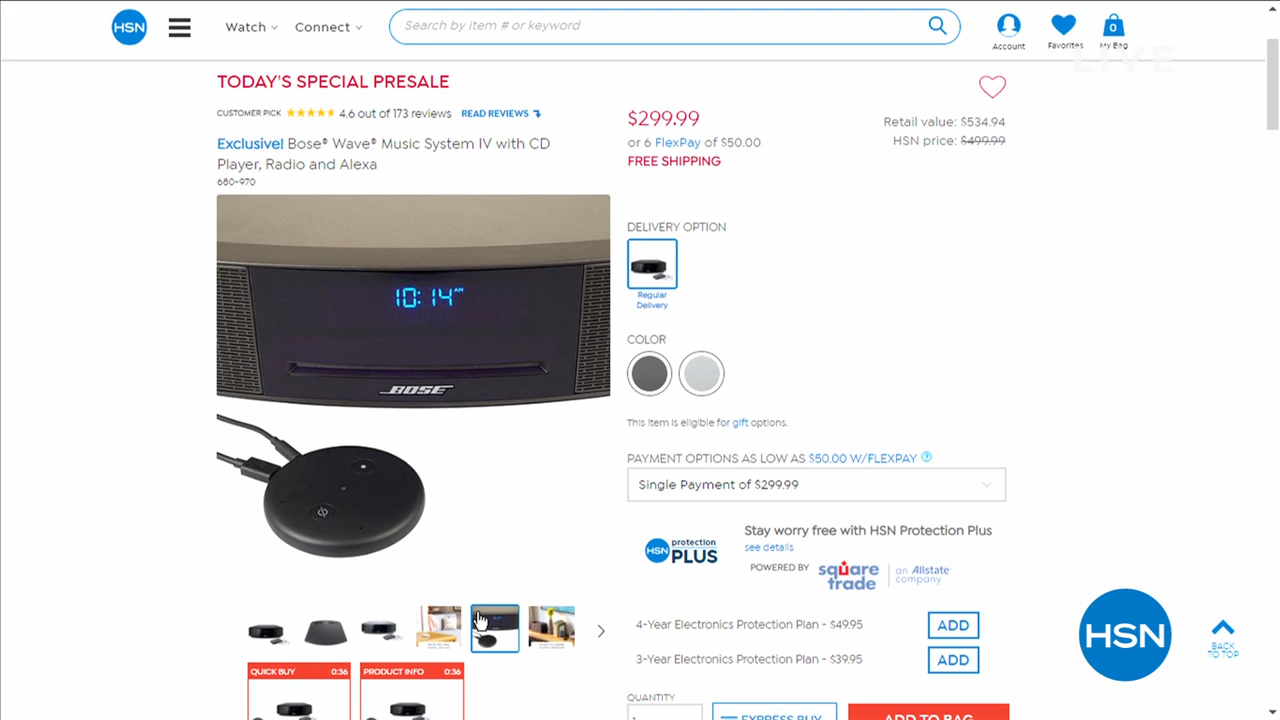 HSN
Watch
Connect
Search by item # or keyword
Account
Favorites
0
My Bag
LIVE
TODAY'S SPECIAL PRESALE
CUSTOMER PICK 4.6 out of 173 reviews READ REVIEWS
Exclusive! Bose® Wave® Music System IV with CD
Player, Radio and Alexa
680-970
10:14 AM
BOSE
$299.99
or 6 FlexPay of $50.00
FREE SHIPPING
Retail value: $534.94
HSN price: $499.99
DELIVERY OPTION
Regular
Delivery
COLOR
This item is eligible for gift options.
PAYMENT OPTIONS AS LOW AS $50.00 W/FLEXPAY ?
Single Payment of $299.99
HSN protection
PLUS
Stay worry free with HSN Protection Plus
see details
POWERED BY
square
trade
an Allstate
company
4-Year Electronics Protection Plan - $49.95 ADD
3-Year Electronics Protection Plan - $39.95 ADD
QUICK BUY 0:36
PRODUCT INFO 0:36
QUANTITY
EXPRESS BUY
ADD TO BAG
HSN
BACK
TO TOP